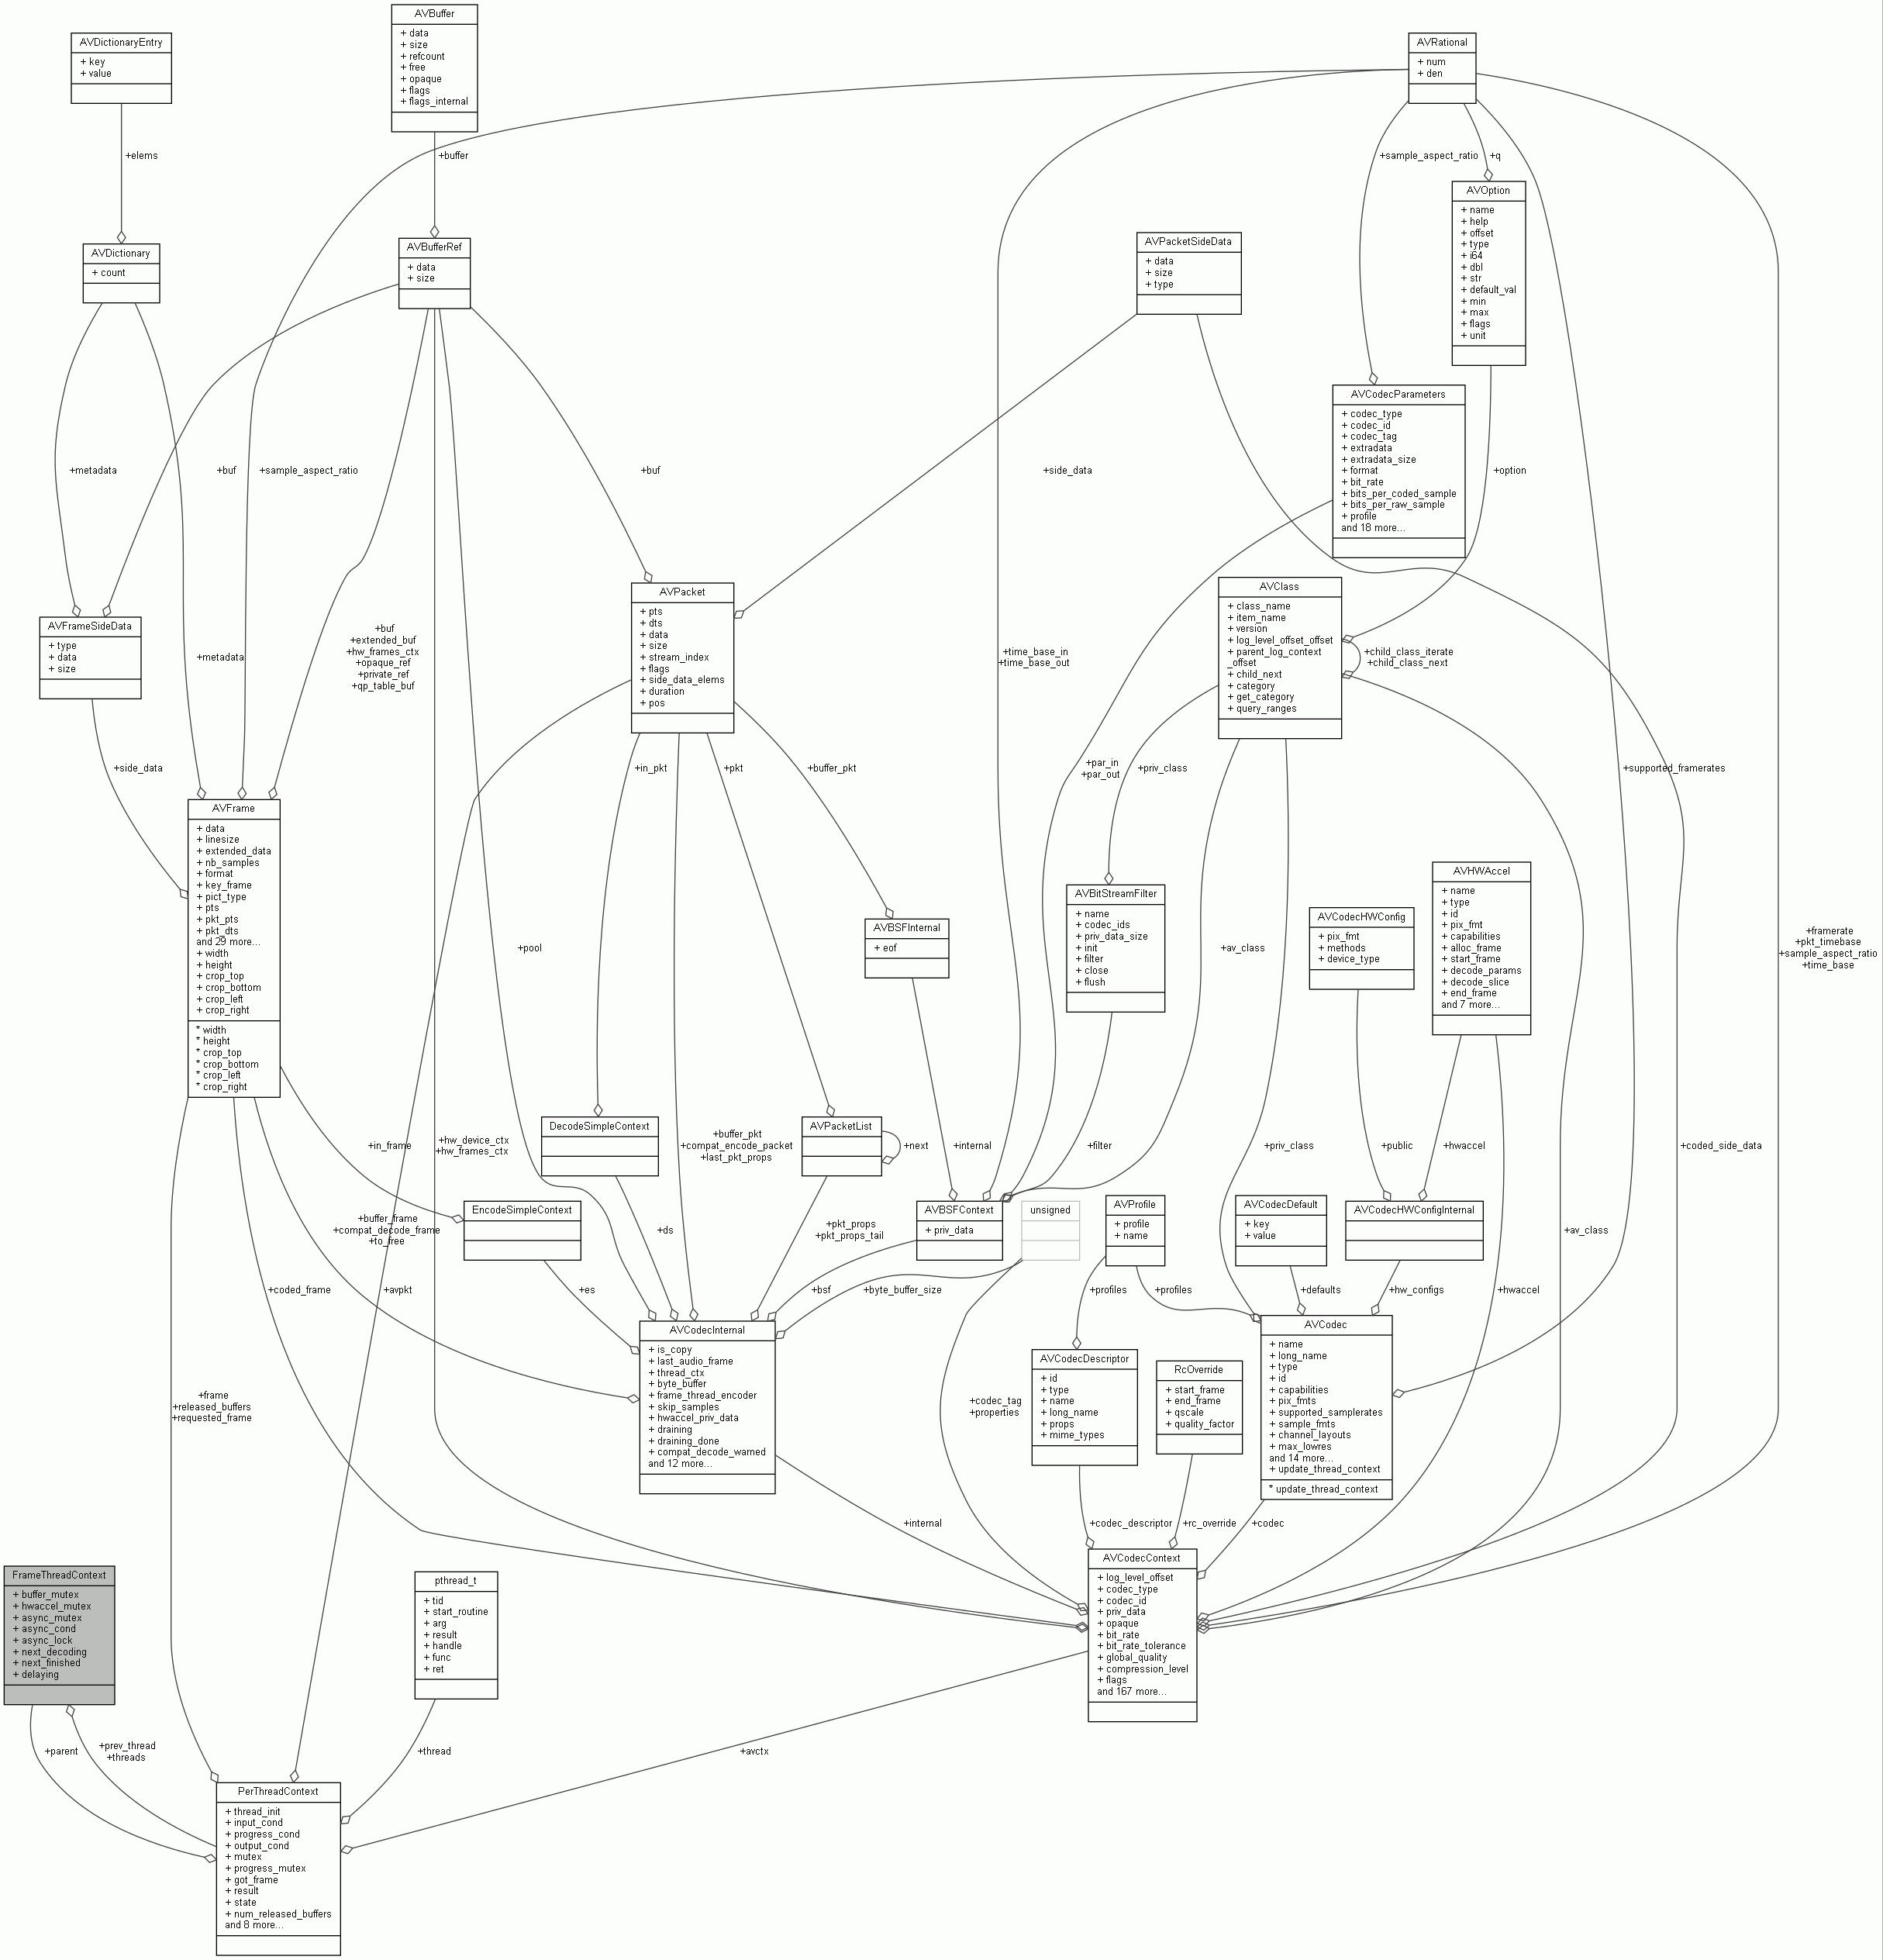 AVBuffer
+ data
+ size
+ refcount
+ free
+ opaque
+ flags
+ flags_internal
AVDictionaryEntry
+ key
+ value
AVRational
+ num
+ den
+elems
+buffer
+sample_aspect_ratio
+q
AVOption
+ name
+ help
+ offset
+ type
+ i64
+ dbl
+ str
+ default_val
+ min
+ max
+ flags
+ unit
AVDictionary
+ count
AVBufferRef
+ data
+ size
AVPacketSideData
+ data
+ size
+ type
AVCodecParameters
+ codec_type
+ codec_id
+ codec_tag
+ extradata
+ extradata_size
+ format
+ bit_rate
+ bits_per_coded_sample
+ bits_per_raw_sample
+ profile
and 18 more...
+metadata
+buf
+sample_aspect_ratio
+buf
+side_data
+option
AVFrameSideData
+ type
+ data
+ size
+metadata
+buf
+extended_buf
+hw_frames_ctx
+opaque_ref
+private_ref
+qp_table_buf
AVPacket
+ pts
+ dts
+ data
+ size
+ stream_index
+ flags
+ side_data_elems
+ duration
+ pos
+time_base_in
+time_base_out
AVClass
+ class_name
+ item_name
+ version
+ log_level_offset_offset
+ parent_log_context
_offset
+ child_next
+ category
+ get_category
+ query_ranges
+child_class_iterate
+child_class_next
+side_data
+in_pkt
+pkt
+buffer_pkt
+par_in
+par_out
+priv_class
+supported_framerates
AVFrame
+ data
+ linesize
+ extended_data
+ nb_samples
+ format
+ key_frame
+ pict_type
+ pts
+ pkt_pts
+ pkt_dts
and 29 more...
+ width
+ height
+ crop_top
+ crop_bottom
+ crop_left
+ crop_right
* width
* height
* crop_top
* crop_bottom
* crop_left
* crop_right
+pool
AVBSFInternal
+ eof
AVBitStreamFilter
+ name
+ codec_ids
+ priv_data_size
+ init
+ filter
+ close
+ flush
+av_class
AVCodecHWConfig
+ pix_fmt
+ methods
+ device_type
AVHWAccel
+ name
+ type
+ id
+ pix_fmt
+ capabilities
+ alloc_frame
+ start_frame
+ decode_params
+ decode_slice
+ end_frame
and 7 more...
+framerate
+pkt_timebase
+sample_aspect_ratio
+time_base
+in_frame
+hw_device_ctx
+hw_frames_ctx
DecodeSimpleContext
+buffer_pkt
+compat_encode_packet
+last_pkt_props
AVPacketList
+next
+internal
+filter
+priv_class
+public
+hwaccel
+coded_side_data
+buffer_frame
+compat_decode_frame
+to_free
EncodeSimpleContext
+ds
+pkt_props
+pkt_props_tail
AVBSFContext
+ priv_data
unsigned
AVProfile
+ profile
+ name
AVCodecDefault
+ key
+ value
AVCodecHWConfigInternal
+av_class
+coded_frame
+avpkt
+es
+bsf
+byte_buffer_size
+profiles
+profiles
+defaults
+hw_configs
+hwaccel
AVCodecInternal
+ is_copy
+ last_audio_frame
+ thread_ctx
+ byte_buffer
+ frame_thread_encoder
+ skip_samples
+ hwaccel_priv_data
+ draining
+ draining_done
+ compat_decode_warned
and 12 more...
+codec_tag
+properties
AVCodecDescriptor
+ id
+ type
+ name
+ long_name
+ props
+ mime_types
RcOverride
+ start_frame
+ end_frame
+ qscale
+ quality_factor
AVCodec
+ name
+ long_name
+ type
+ id
+ capabilities
+ pix_fmts
+ supported_samplerates
+ sample_fmts
+ channel_layouts
+ max_lowres
and 14 more...
+ update_thread_context
* update_thread_context
+frame
+released_buffers
+requested_frame
+internal
+codec_descriptor
+rc_override
+codec
FrameThreadContext
+ buffer_mutex
+ hwaccel_mutex
+ async_mutex
+ async_cond
+ async_lock
+ next_decoding
+ next_finished
+ delaying
pthread_t
+ tid
+ start_routine
+ arg
+ result
+ handle
+ func
+ ret
AVCodecContext
+ log_level_offset
+ codec_type
+ codec_id
+ priv_data
+ opaque
+ bit_rate
+ bit_rate_tolerance
+ global_quality
+ compression_level
+ flags
and 167 more...
+parent
+prev_thread
+threads
+thread
+avctx
PerThreadContext
+ thread_init
+ input_cond
+ progress_cond
+ output_cond
+ mutex
+ progress_mutex
+ got_frame
+ result
+ state
+ num_released_buffers
and 8 more...